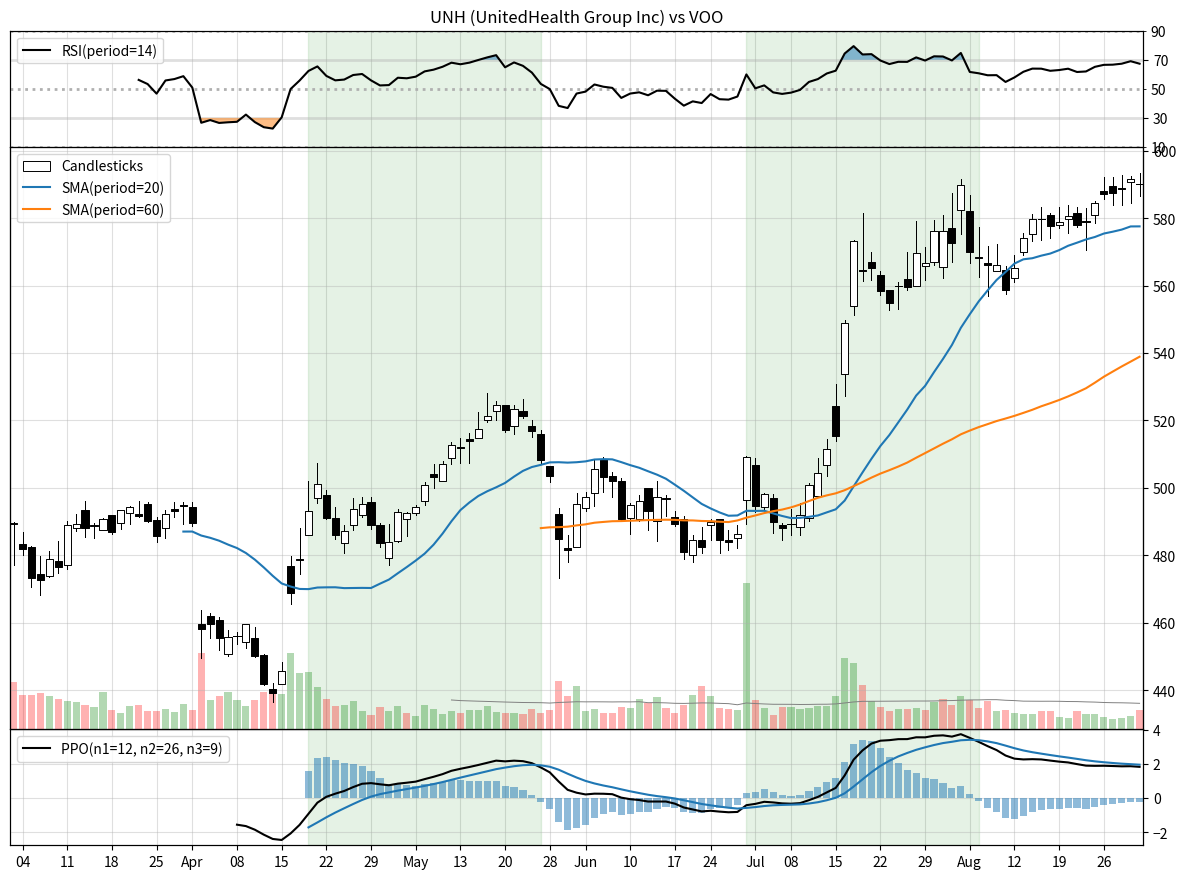 UNH (UnitedHealth Group Inc) vs VOO
RSI(period=14)
90
70
50
30
10
Candlesticks
SMA(period=20)
SMA(period=60)
600
580
560
540
520
500
480
460
440
PPO(n1=12, n2=26, n3=9)
4
2
0
−2
04 11 18 25 Apr 08 15 22 29 May 13 20 28 Jun 10 17 24 Jul 08 15 22 29 Aug 12 19 26